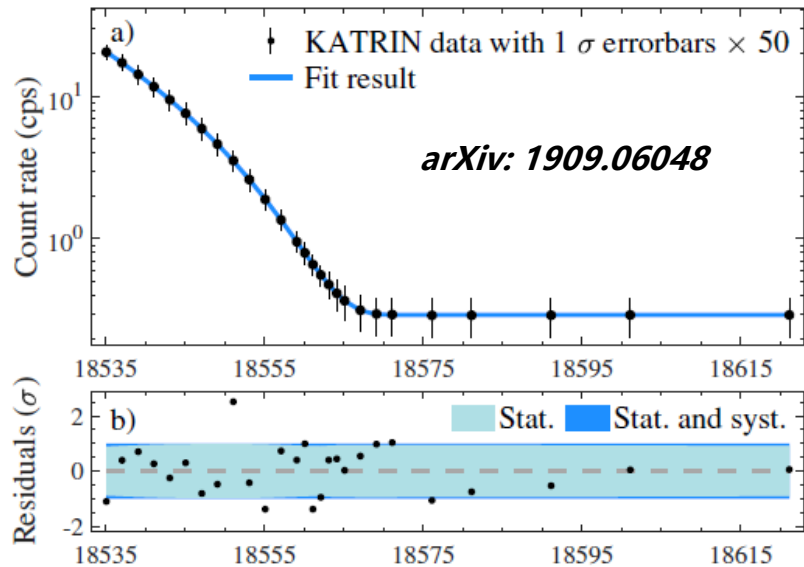 a)
KATRIN data with 1 σ errorbars × 50
Fit result
arXiv: 1909.06048
Count rate (cps)
10¹
10⁰
18535 18555 18575 18595 18615
b)
Stat. Stat. and syst.
Residuals (σ)
2
0
-2
18535 18555 18575 18595 18615